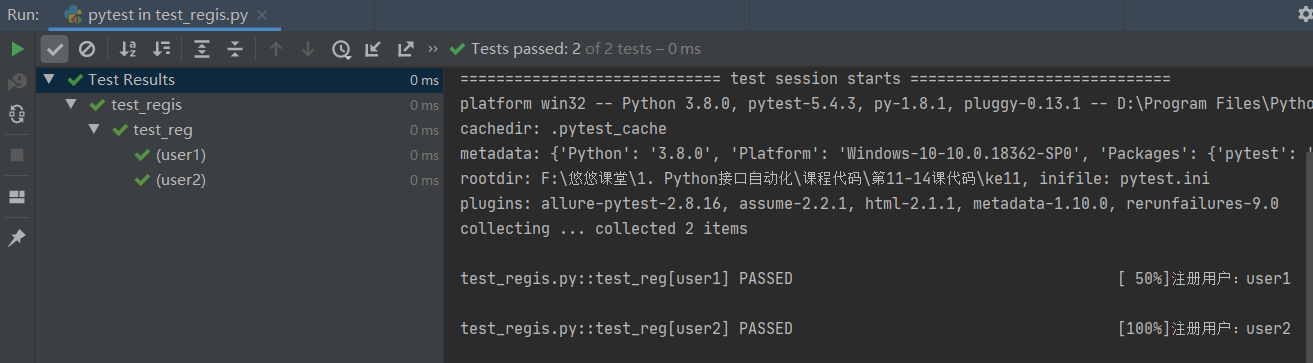 Run: pytest in test_regis.py ×
Tests passed: 2 of 2 tests – 0 ms
Test Results 0 ms
test_regis 0 ms
test_reg 0 ms
(user1) 0 ms
(user2) 0 ms
============================= test session starts =============================
platform win32 -- Python 3.8.0, pytest-5.4.3, py-1.8.1, pluggy-0.13.1 -- D:\Program Files\Pytho
cachedir: .pytest_cache
metadata: {'Python': '3.8.0', 'Platform': 'Windows-10-10.0.18362-SP0', 'Packages': {'pytest': '
rootdir: F:\悠悠课堂\1. Python接口自动化\课程代码\第11-14课代码\ke11, inifile: pytest.ini
plugins: allure-pytest-2.8.16, assume-2.2.1, html-2.1.1, metadata-1.10.0, rerunfailures-9.0
collecting ... collected 2 items
test_regis.py::test_reg[user1] PASSED [ 50%]注册用户：user1
test_regis.py::test_reg[user2] PASSED [100%]注册用户：user2